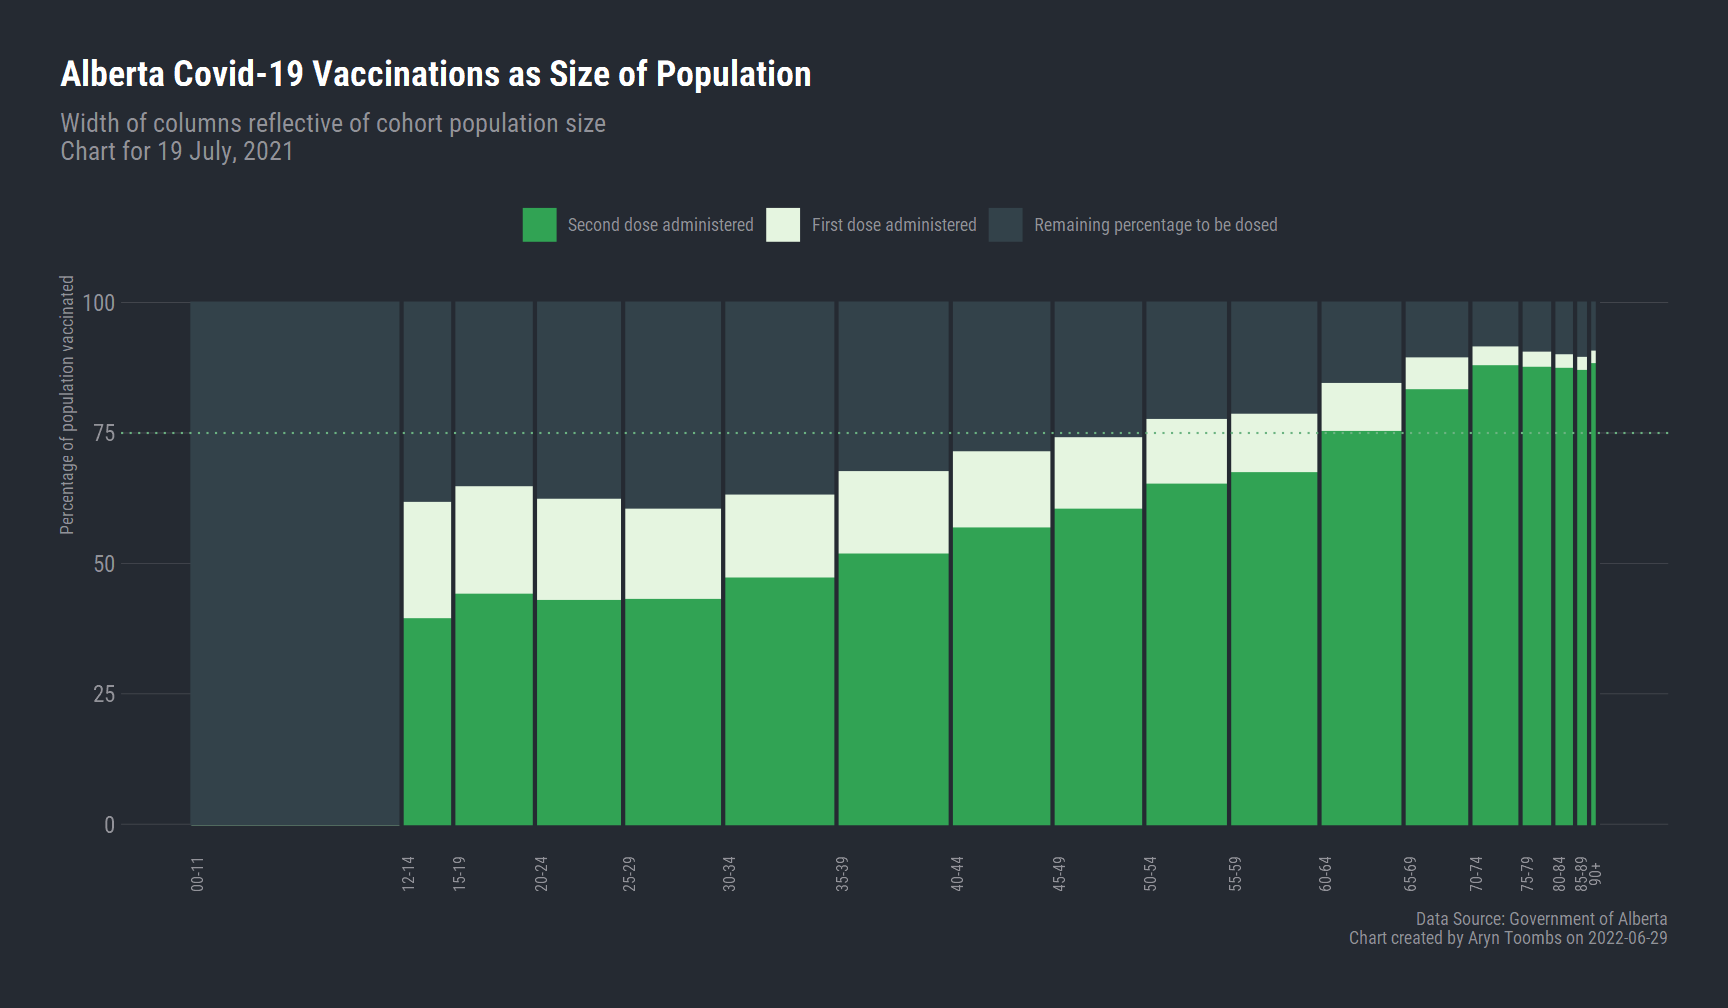 Alberta Covid-19 Vaccinations as Size of Population
Width of columns reflective of cohort population size
Chart for 19 July, 2021
Second dose administered
First dose administered
Remaining percentage to be dosed
Percentage of population vaccinated
100
75
50
25
0
00-11
12-14
15-19
20-24
25-29
30-34
35-39
40-44
45-49
50-54
55-59
60-64
65-69
70-74
75-79
80-84
85-89
90+
Data Source: Government of Alberta
Chart created by Aryn Toombs on 2022-06-29